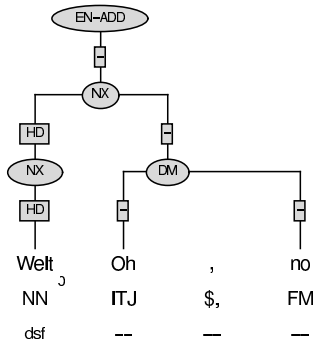 EN-ADD
-
NX
HD -
NX DM
HD - -
Welt Oh , no
NN ITJ $, FM
dsf -- -- --